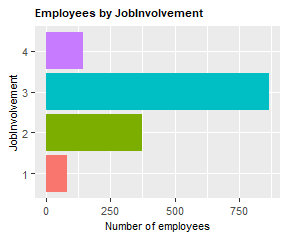 Employees by JobInvolvement
4
3
2
1
JobInvolvement
0 250 500 750
Number of employees